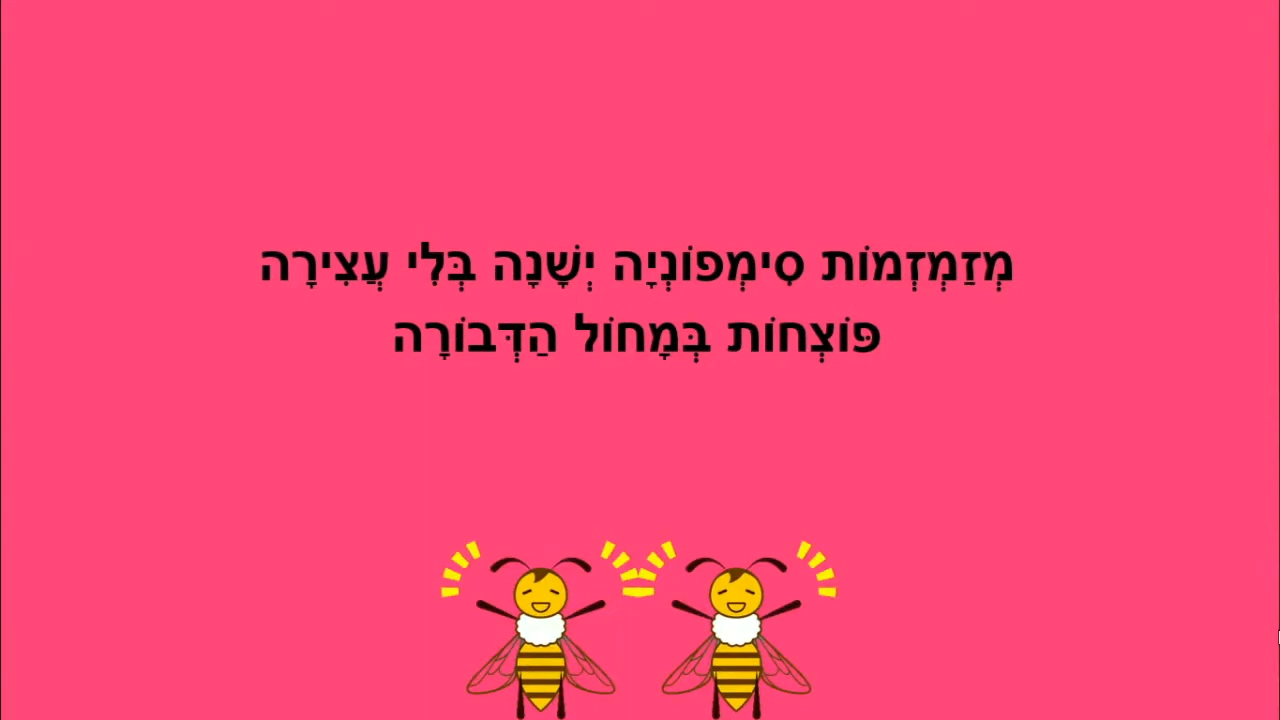 מְזַמְזְמוֹת סִימְפוֹנְיָה יְשָׁנָה בְּלִי עֲצִירָה
פּוֹצְחוֹת בְּמָחוֹל הַדְּבוֹרָה